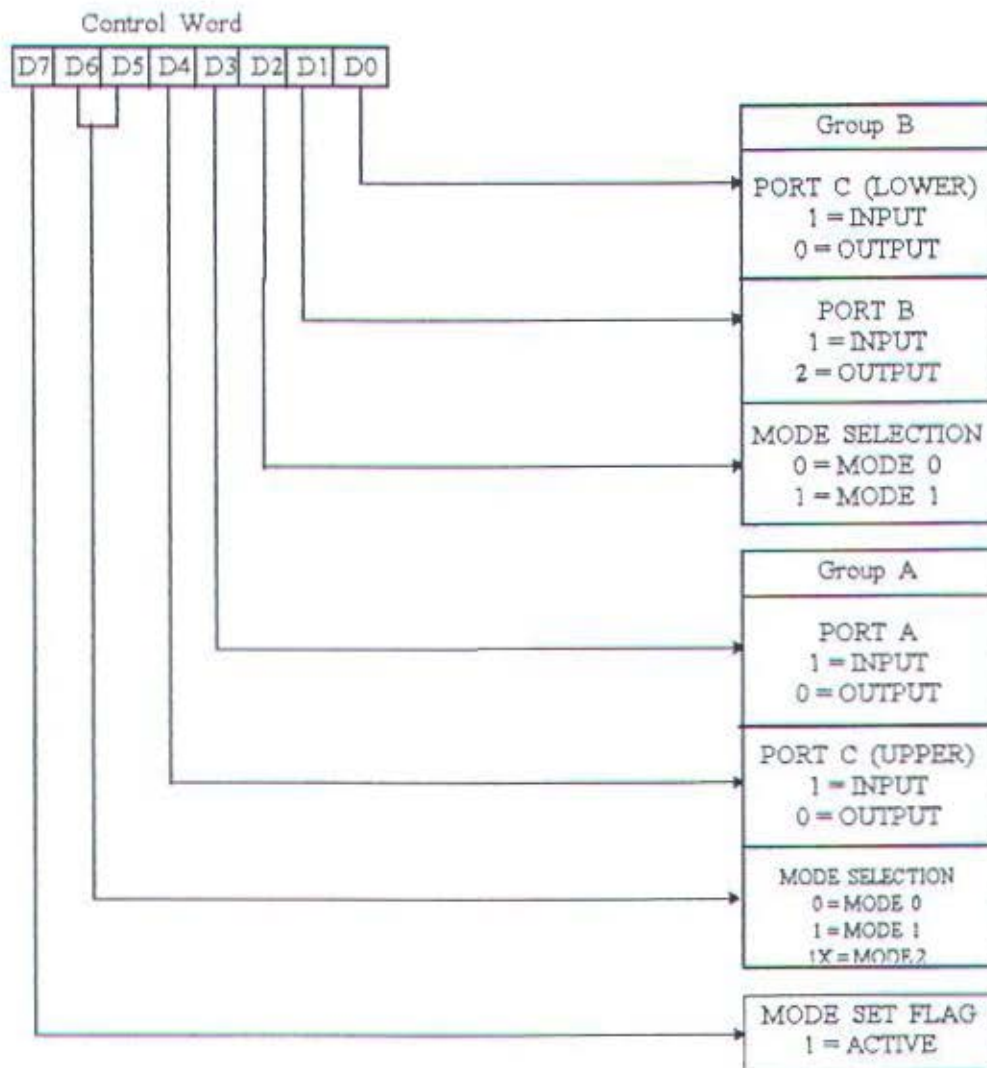 Control Word
D7 D6 D5 D4 D3 D2 D1 D0
Group B
PORT C (LOWER)
1 = INPUT
0 = OUTPUT
PORT B
1 = INPUT
2 = OUTPUT
MODE SELECTION
0 = MODE 0
1 = MODE 1
Group A
PORT A
1 = INPUT
0 = OUTPUT
PORT C (UPPER)
1 = INPUT
0 = OUTPUT
MODE SELECTION
0 = MODE 0
1 = MODE 1
1X = MODE 2
MODE SET FLAG
1 = ACTIVE